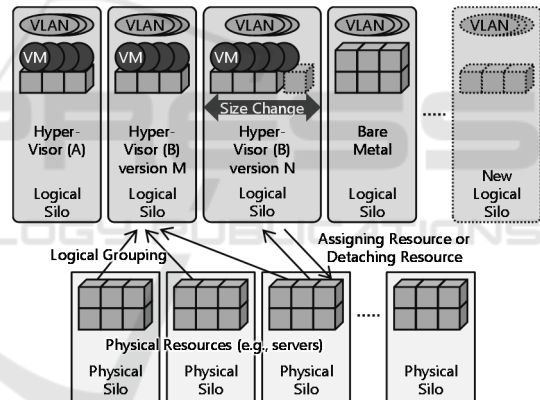 VLAN
VM
Hyper-
Visor (A)
Logical
Silo
VLAN
VM
Hyper-
Visor (B)
version M
Logical
Silo
VLAN
VM
Size Change
Hyper-
Visor (B)
version N
Logical
Silo
VLAN
Bare
Metal
Logical
Silo
VLAN
New
Logical
Silo
Logical Grouping
Assigning Resource or
Detaching Resource
Physical Resources (e.g., servers)
Physical
Silo
Physical
Silo
Physical
Silo
Physical
Silo